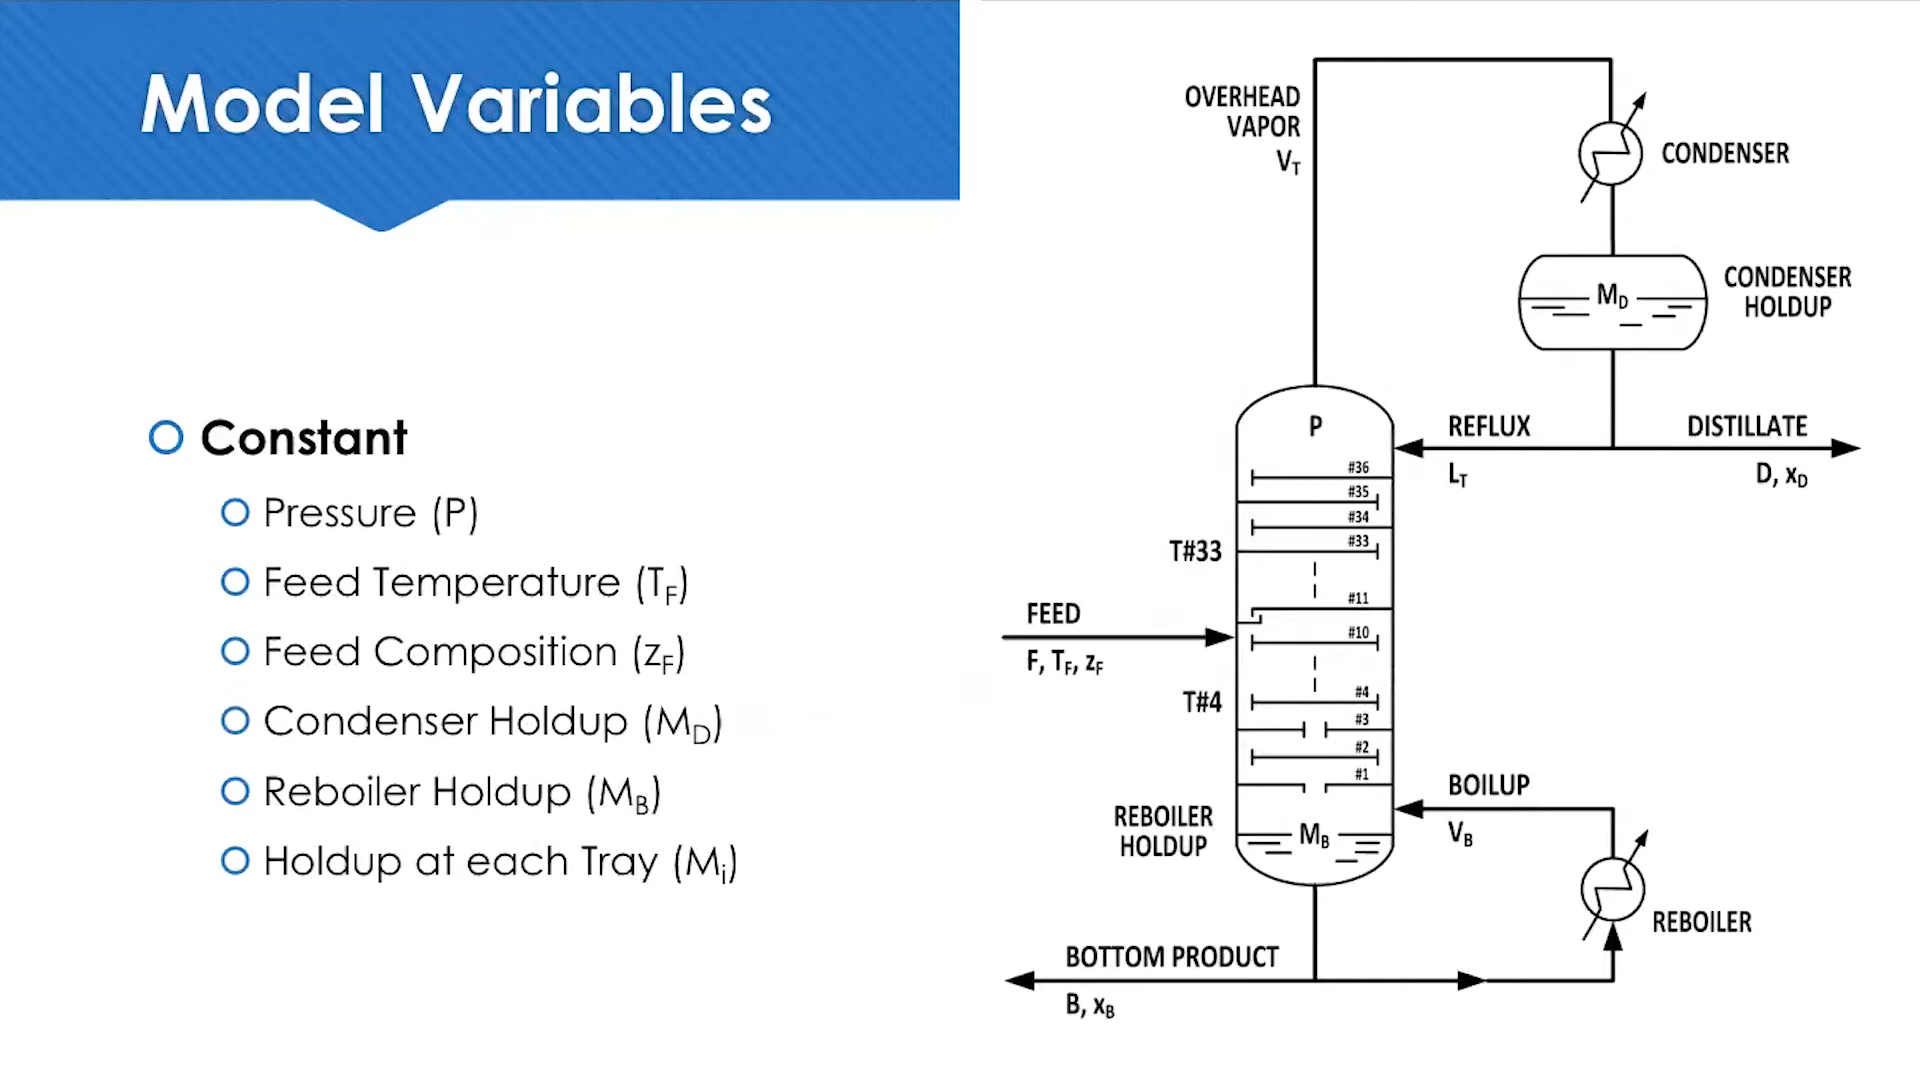 Model Variables
Constant
Pressure (P)
Feed Temperature (T_F)
Feed Composition (z_F)
Condenser Holdup (M_D)
Reboiler Holdup (M_B)
Holdup at each Tray (M_i)
OVERHEAD
VAPOR
V_T
CONDENSER
M_D
CONDENSER
HOLDUP
P
REFLUX
L_T
DISTILLATE
D, x_D
#36
#35
#34
#33
T#33
#11
FEED
F, T_F, z_F
#10
T#4
#4
#3
#2
#1
REBOILER
HOLDUP
M_B
BOILUP
V_B
REBOILER
BOTTOM PRODUCT
B, x_B